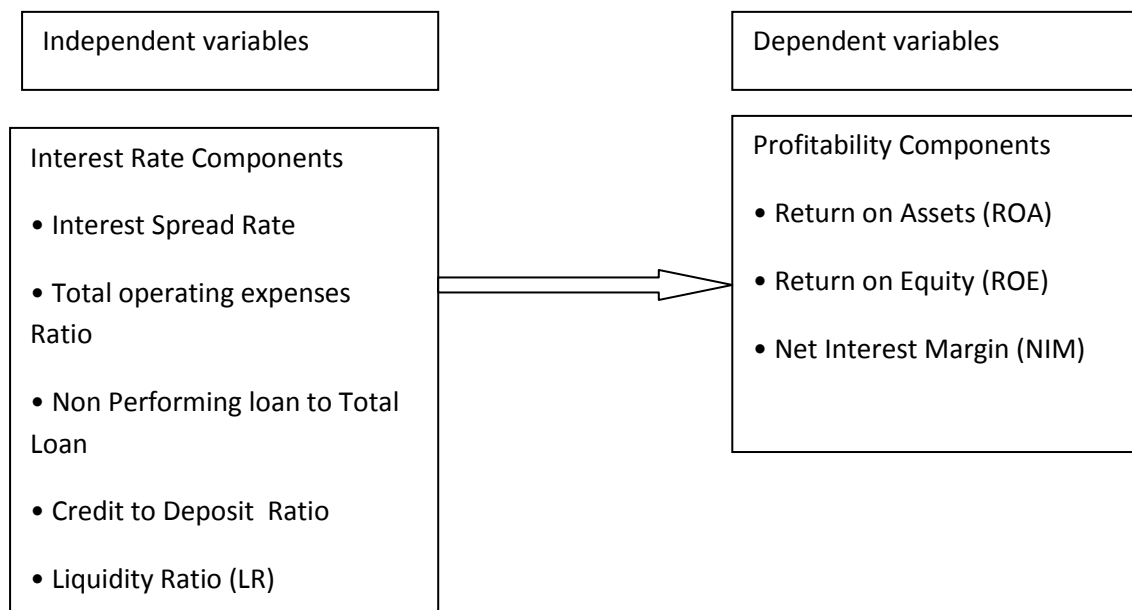 Independent variables
Dependent variables
Interest Rate Components
• Interest Spread Rate
• Total operating expenses
Ratio
• Non Performing loan to Total
Loan
• Credit to Deposit  Ratio
• Liquidity Ratio (LR)
Profitability Components
• Return on Assets (ROA)
• Return on Equity (ROE)
• Net Interest Margin (NIM)